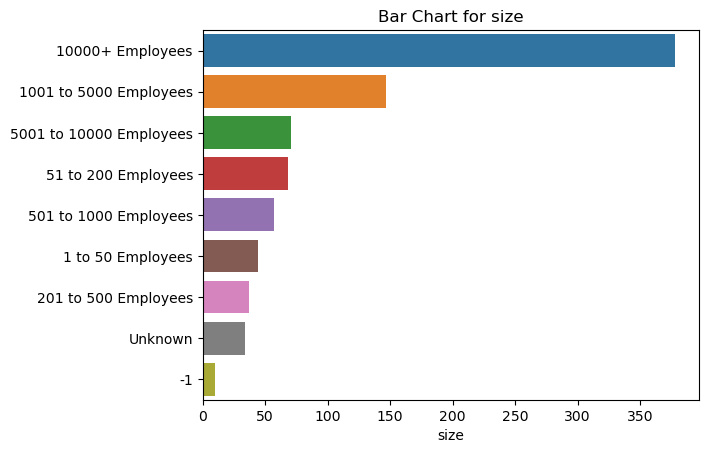 Bar Chart for size
10000+ Employees
1001 to 5000 Employees
5001 to 10000 Employees
51 to 200 Employees
501 to 1000 Employees
1 to 50 Employees
201 to 500 Employees
Unknown
-1
0 50 100 150 200 250 300 350
size